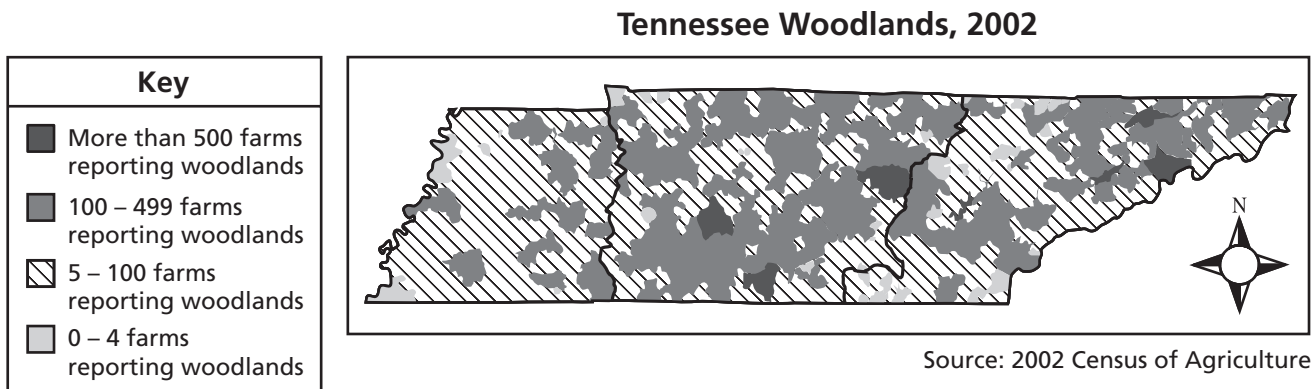 Tennessee Woodlands, 2002
Key
More than 500 farms
reporting woodlands
100 – 499 farms
reporting woodlands
5 – 100 farms
reporting woodlands
0 – 4 farms
reporting woodlands
N
Source: 2002 Census of Agriculture